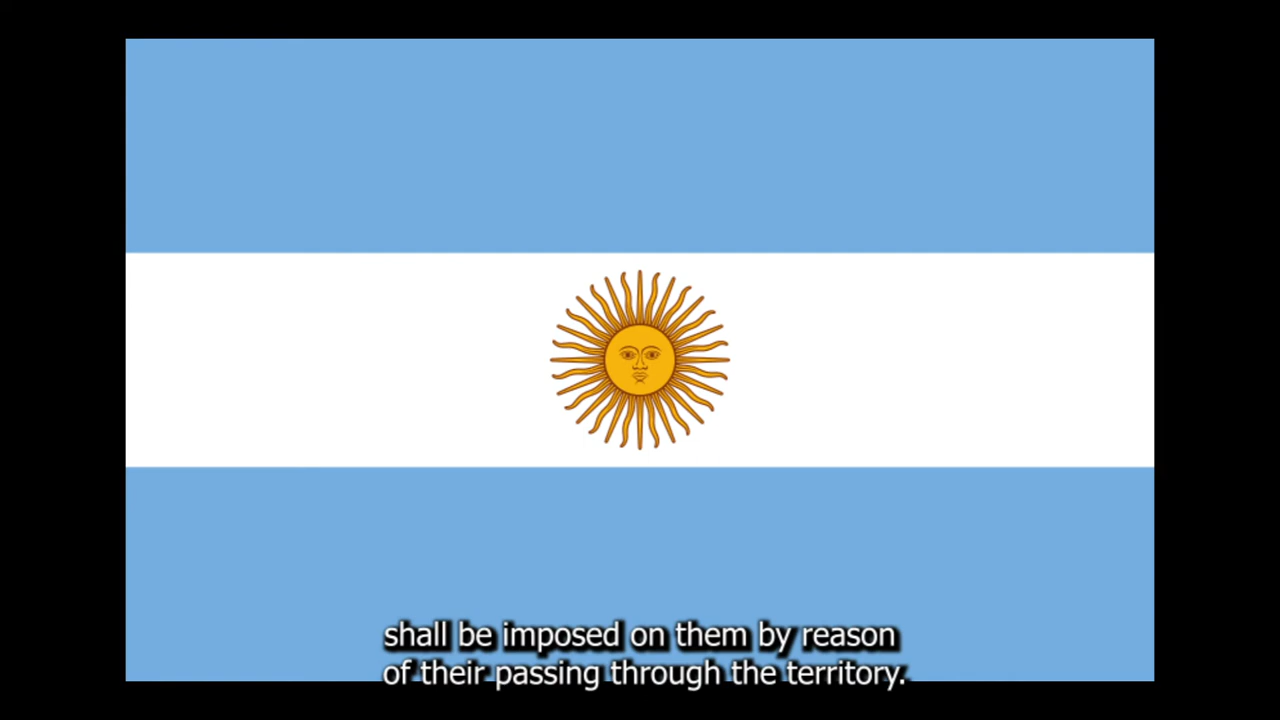 shall be imposed on them by reason
of their passing through the territory.